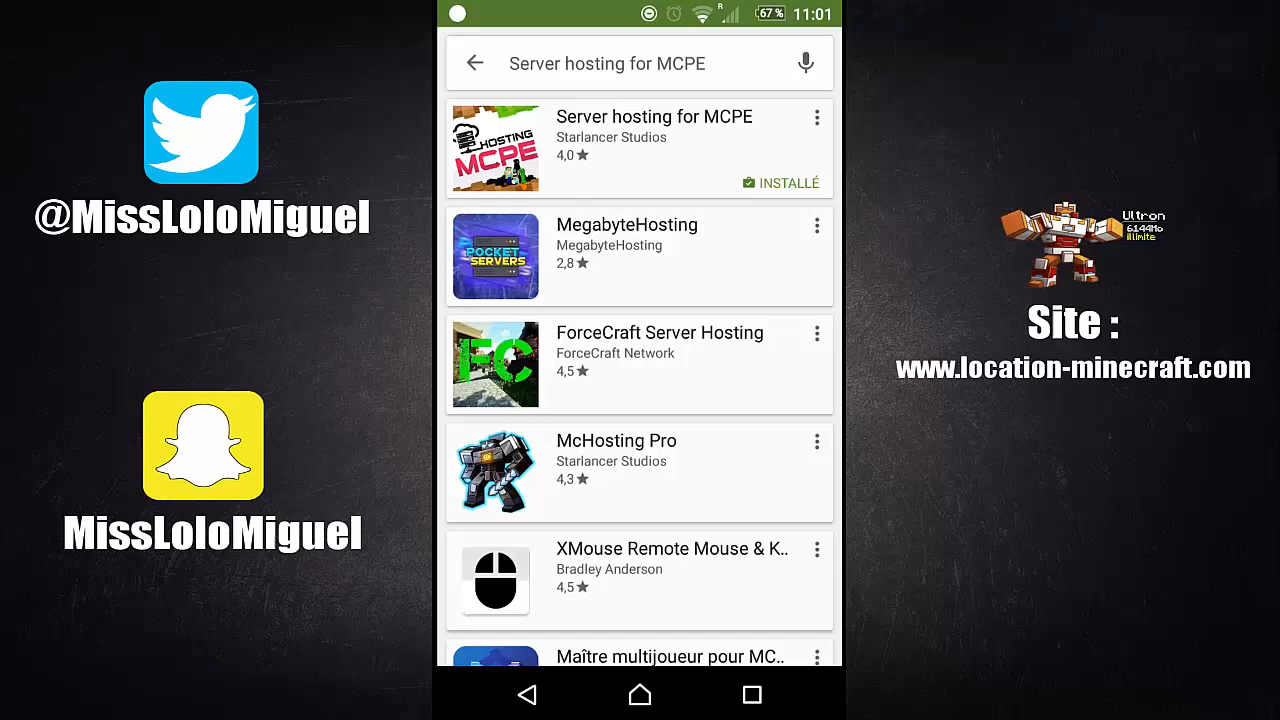 @MissLoloMiguel
MissLoloMiguel
R
67 %
11:01
Server hosting for MCPE
HOSTING
MCPE
Server hosting for MCPE
Starlancer Studios
4,0
INSTALLÉ
POCKET
SERVERS
MegabyteHosting
MegabyteHosting
2,8
FC
ForceCraft Server Hosting
ForceCraft Network
4,5
McHosting Pro
Starlancer Studios
4,3
XMouse Remote Mouse & K..
Bradley Anderson
4,5
Maître multijoueur pour MC..
Ultron
6144Mo
illimite
Site :
www.location-minecraft.com